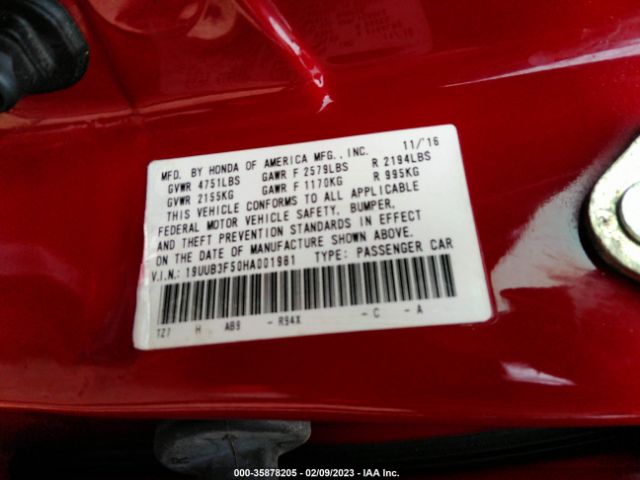 MFD. BY HONDA OF AMERICA MFG., INC. 11/'16
GVWR 4751LBS GAWR F 2579LBS R 2194LBS
GVWR 2155KG GAWR F 1170KG R 995KG
THIS VEHICLE CONFORMS TO ALL APPLICABLE
FEDERAL MOTOR VEHICLE SAFETY, BUMPER,
AND THEFT PREVENTION STANDARDS IN EFFECT
ON THE DATE OF MANUFACTURE SHOWN ABOVE.
V.I.N.: 19UUB3F50HA001981 TYPE: PASSENGER CAR
TZ7 H AB9 - R94X - C - A
000-35878205 - 02/09/2023 - IAA Inc.